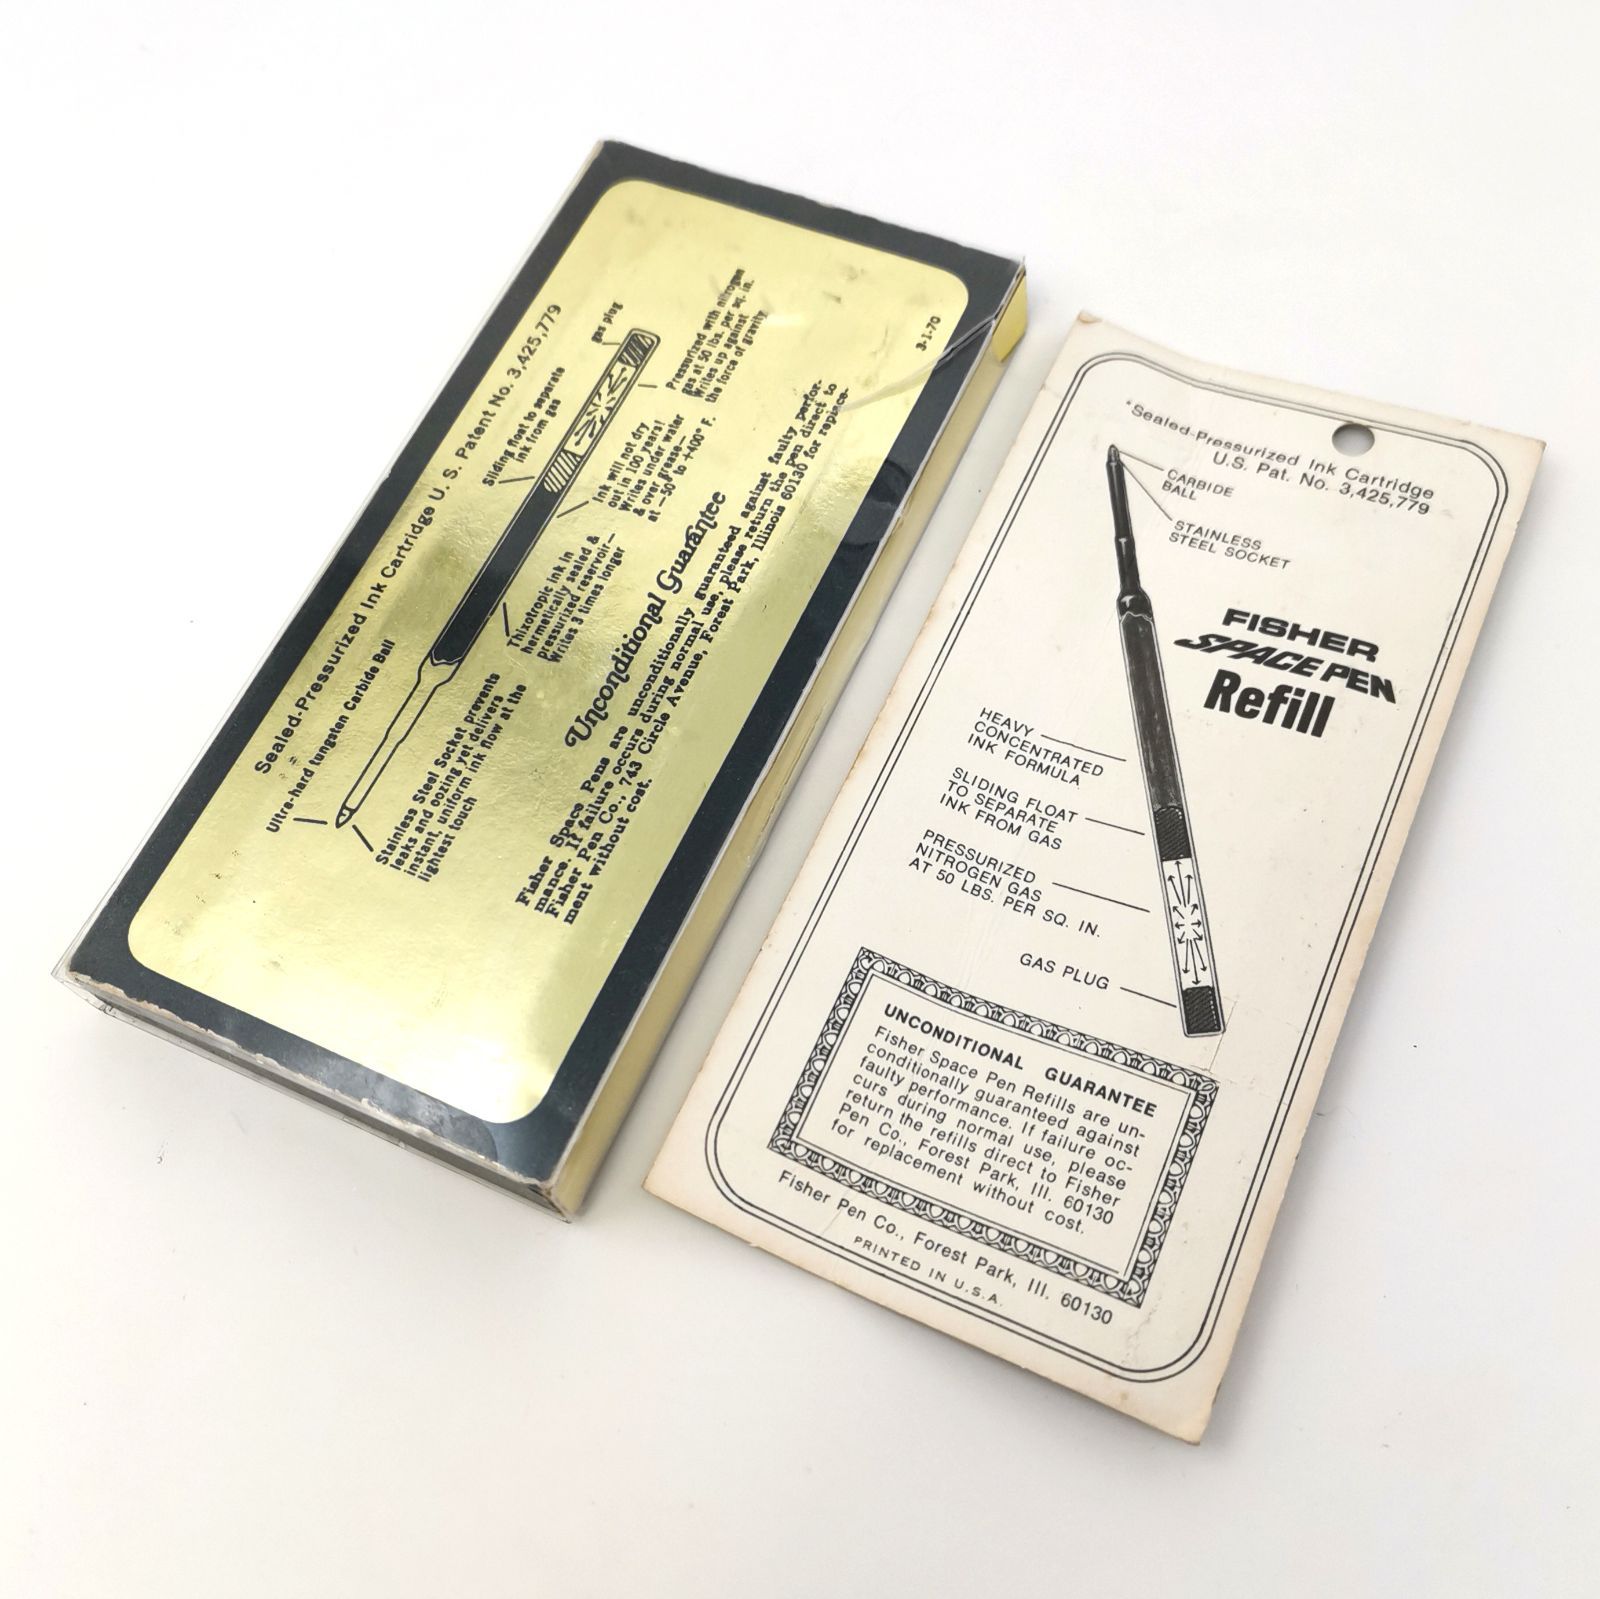 Sealed-Pressurized Ink Cartridge U. S. Patent No. 3,425,779
Ultra-hard tungsten Carbide Ball
Sliding float to separate
ink from gas
gas plug
Stainless Steel Socket prevents
leaks and oozing yet delivers
instant, uniform ink flow at the
lightest touch
Thixotropic ink in
hermetically sealed &
pressurized reservoir—
Writes 3 times longer
Ink will not dry
out in 100 years!
Writes under water
& over grease—
at —50 to +400° F.
Pressurized with nitrogen
gas at 50 lbs. per sq. in.
Writes up against
the force of gravity
Unconditional Guarantee
Fisher Space Pens are unconditionally guaranteed against faulty perfor-
mance. If failure occurs during normal use, please return the pen direct to
Fisher Pen Co., 743 Circle Avenue, Forest Park, Illinois 60130 for replace-
ment without cost.
3-1-70
*Sealed-Pressurized Ink Cartridge
U.S. Pat. No. 3,425,779
CARBIDE
BALL
STAINLESS
STEEL SOCKET
FISHER
SPACE PEN
Refill
HEAVY
CONCENTRATED
INK FORMULA
SLIDING FLOAT
TO SEPARATE
INK FROM GAS
PRESSURIZED
NITROGEN GAS
AT 50 LBS. PER SQ. IN.
GAS PLUG
UNCONDITIONAL GUARANTEE
Fisher Space Pen Refills are un-
conditionally guaranteed against
faulty performance. If failure oc-
curs during normal use, please
return the refills direct to Fisher
Pen Co., Forest Park, Ill. 60130
for replacement without cost.
Fisher Pen Co., Forest Park, Ill. 60130
PRINTED IN U.S.A.